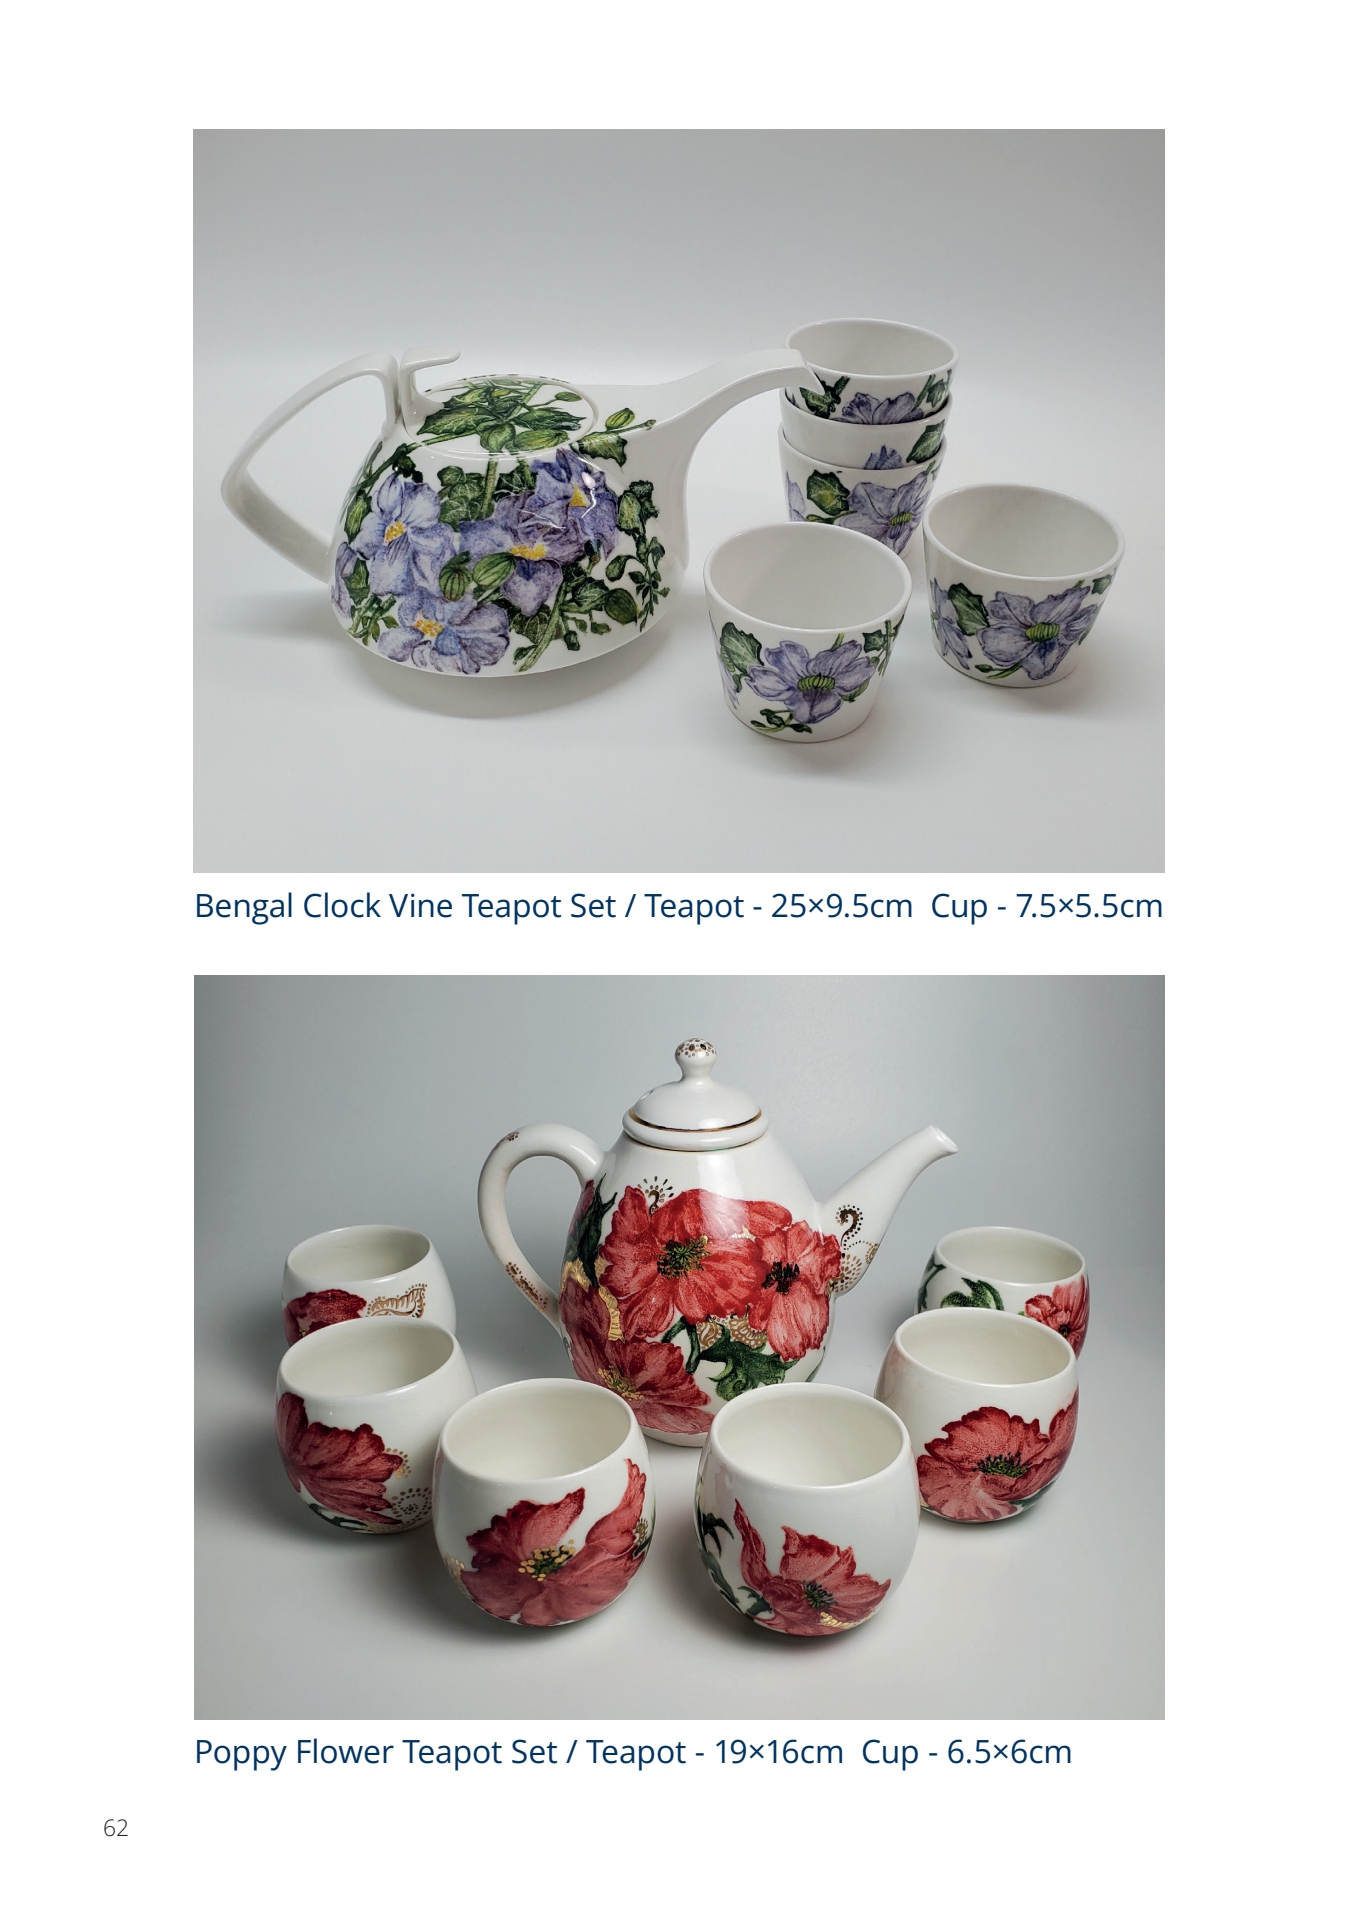 Bengal Clock Vine Teapot Set / Teapot - 25×9.5cm  Cup - 7.5×5.5cm
Poppy Flower Teapot Set / Teapot - 19×16cm  Cup - 6.5×6cm
62